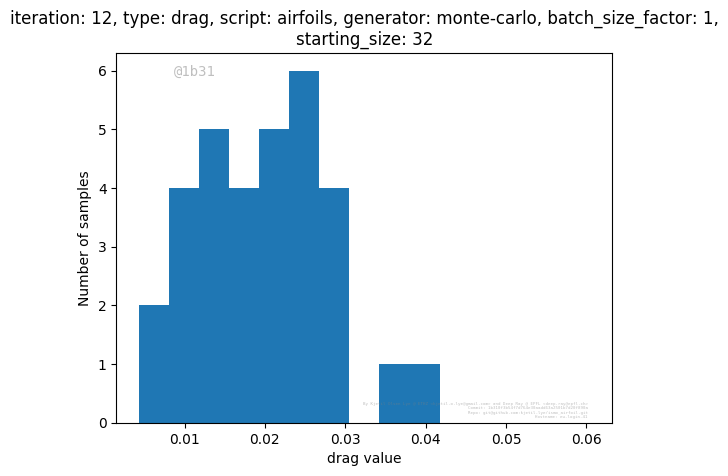 iteration: 12, type: drag, script: airfoils, generator: monte-carlo, batch_size_factor: 1,
starting_size: 32
@1b31
6
5
4
3
2
1
0
Number of samples
0.01 0.02 0.03 0.04 0.05 0.06
drag value